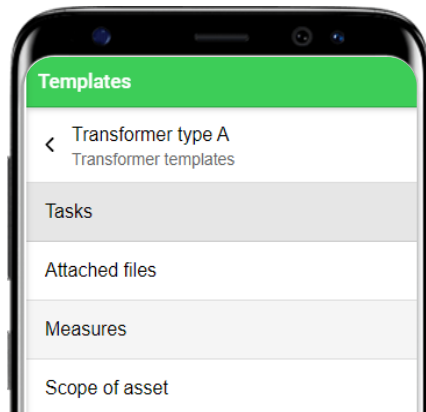 Templates
Transformer type A
Transformer templates
Tasks
Attached files
Measures
Scope of asset